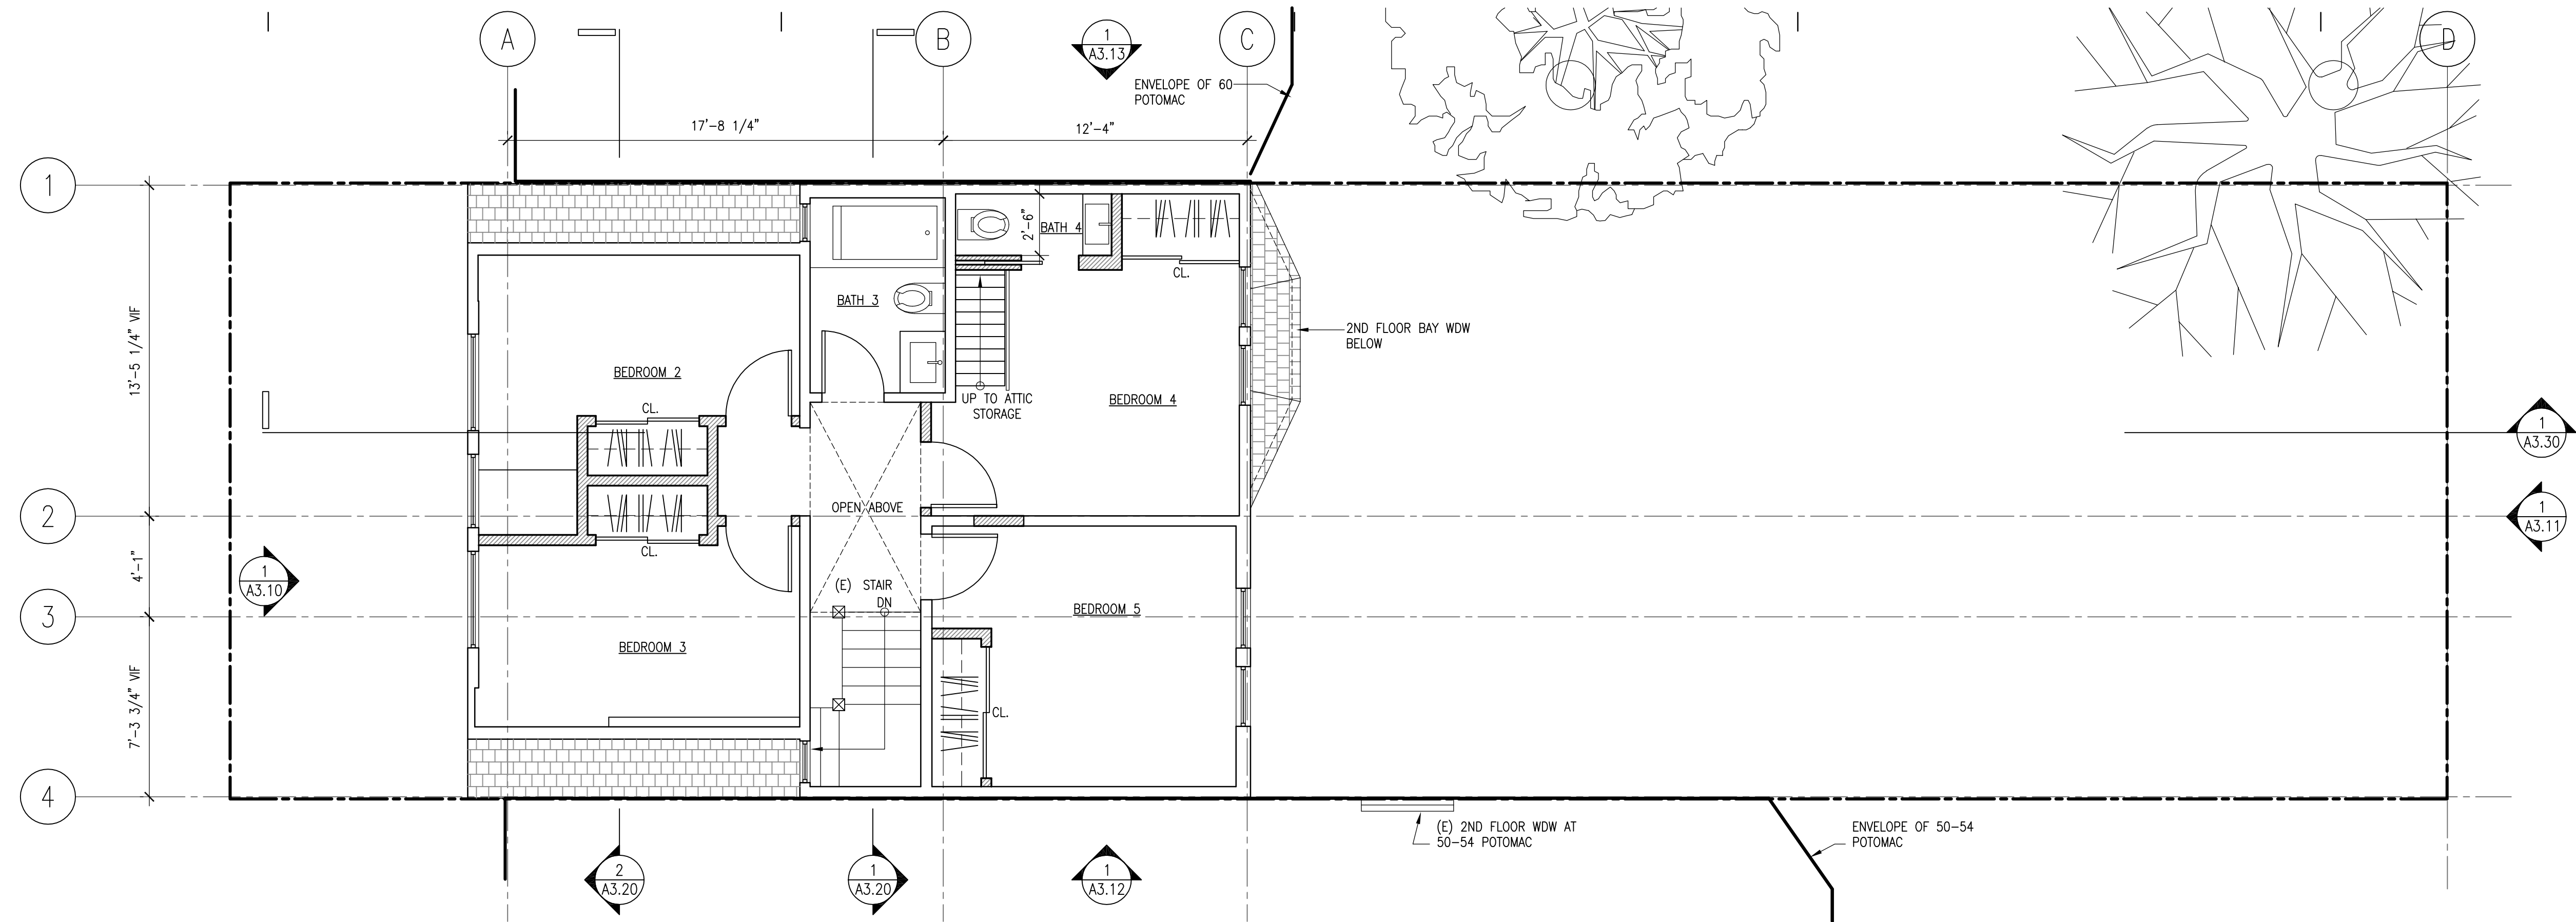 A
B
C
D
1
A3.13
ENVELOPE OF 60
POTOMAC
17'-8 1/4"
12'-4"
1
2'-6"
BATH 4
CL.
BATH 3
2ND FLOOR BAY WDW
BELOW
13'-5 1/4" VIF
BEDROOM 2
UP TO ATTIC
STORAGE
BEDROOM 4
CL.
1
A3.30
2
OPEN ABOVE
1
A3.11
CL.
4'-1"
1
A3.10
(E) STAIR
DN
3
BEDROOM 5
BEDROOM 3
7'-3 3/4" VIF
CL.
4
(E) 2ND FLOOR WDW AT
50-54 POTOMAC
ENVELOPE OF 50-54
POTOMAC
2
A3.20
1
A3.20
1
A3.12